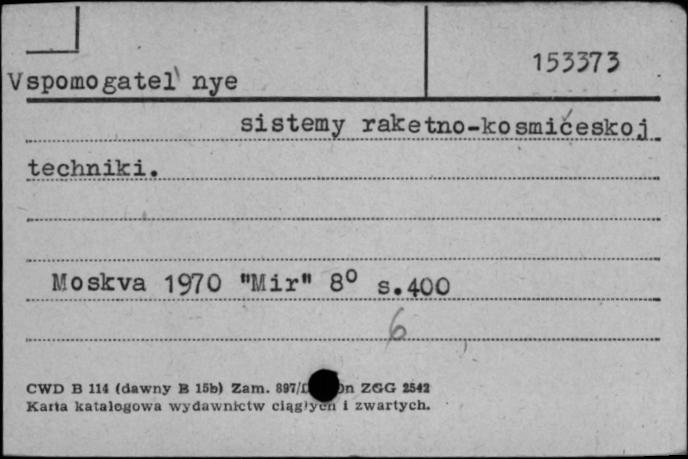 153373
Vspomogatel' nye
sistemy raketno-kosmićeskoj
techniki.
Moskva 1970 "Mir" 8° s.400
6
CWD B 114 (dawny B 15b) Zam. 897/ ZGG 2542
Karta katalogowa wydawnictw ciągłych i zwartych.